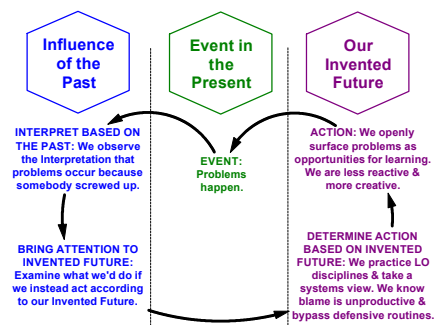 Influence
of the
Past
Event in
the
Present
Our
Invented
Future
INTERPRET BASED ON
THE PAST: We observe
the Interpretation that
problems occur because
somebody screwed up.
EVENT:
Problems
happen.
ACTION: We openly
surface problems as
opportunities for learning.
We are less reactive &
more creative.
BRING ATTENTION TO
INVENTED FUTURE:
Examine what we'd do if
we instead act according
to our Invented Future.
DETERMINE ACTION
BASED ON INVENTED
FUTURE: We practice LO
disciplines & take a
systems view. We know
blame is unproductive &
bypass defensive routines.